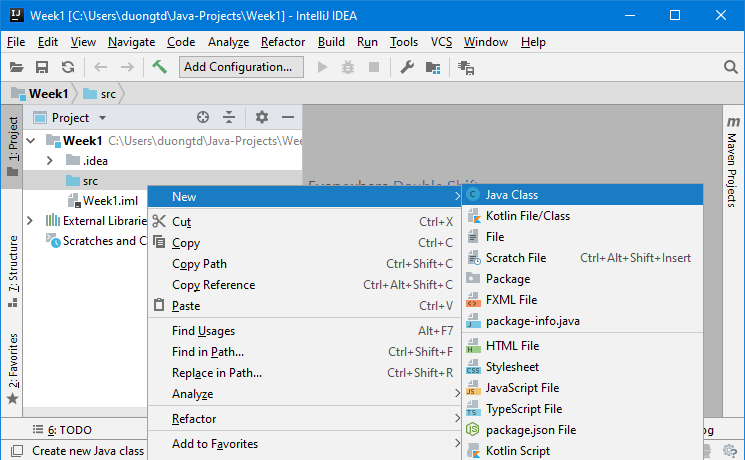 Week1 [C:\Users\duongtd\Java-Projects\Week1] - IntelliJ IDEA
File Edit View Navigate Code Analyze Refactor Build Run Tools VCS Window Help
Add Configuration...
Week1 src
1: Project
Project
Week1 C:\Users\duongtd\Java-Projects\Wee
.idea
src
Week1.iml
External Librarie
Scratches and C
7: Structure
2: Favorites
Maven Projects
Double Shift
New
Cut Ctrl+X
Copy Ctrl+C
Copy Path Ctrl+Shift+C
Copy Reference Ctrl+Alt+Shift+C
Paste Ctrl+V
Find Usages Alt+F7
Find in Path... Ctrl+Shift+F
Replace in Path... Ctrl+Shift+R
Analyze
Refactor
Add to Favorites
Java Class
Kotlin File/Class
File
Scratch File Ctrl+Alt+Shift+Insert
Package
FXML File
package-info.java
HTML File
Stylesheet
JavaScript File
TypeScript File
package.json File
Kotlin Script
6: TODO
og
Create new Java class